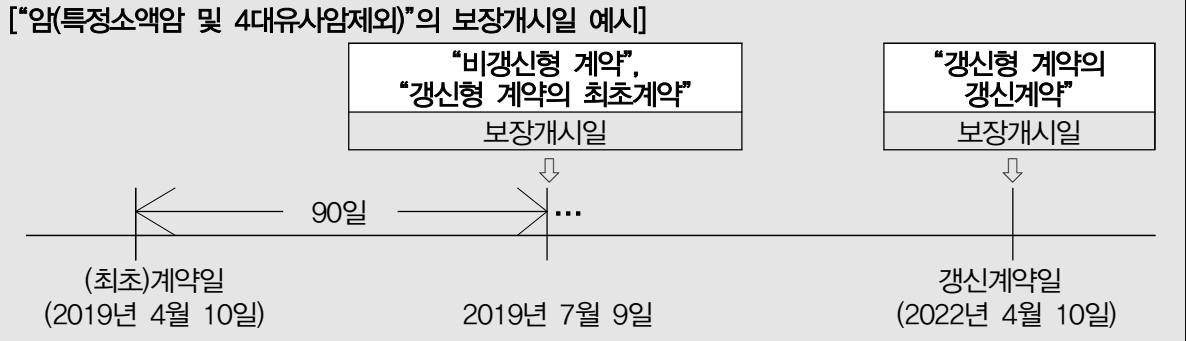 [“암(특정소액암 및 4대유사암제외)”의 보장개시일 예시]
“비갱신형 계약”,
“갱신형 계약의 최초계약”
보장개시일
“갱신형 계약의
갱신계약”
보장개시일
90일
…
(최초)계약일
(2019년 4월 10일)
2019년 7월 9일
갱신계약일
(2022년 4월 10일)